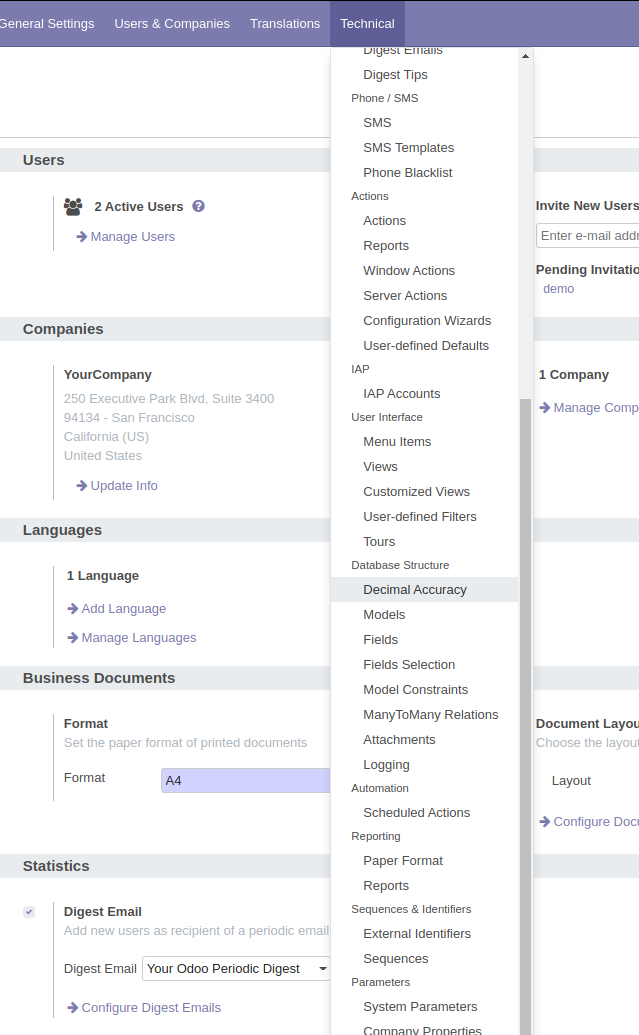 General Settings Users & Companies Translations Technical
Digest Emails
Digest Tips
Phone / SMS
SMS
SMS Templates
Phone Blacklist
Actions
Actions
Reports
Window Actions
Server Actions
Configuration Wizards
User-defined Defaults
IAP
IAP Accounts
User Interface
Menu Items
Views
Customized Views
User-defined Filters
Tours
Database Structure
Decimal Accuracy
Models
Fields
Fields Selection
Model Constraints
ManyToMany Relations
Attachments
Logging
Automation
Scheduled Actions
Reporting
Paper Format
Reports
Sequences & Identifiers
External Identifiers
Sequences
Parameters
System Parameters
Company Properties
Users
2 Active Users ?
Manage Users
Invite New Users
Enter e-mail addr
Pending Invitatio
demo
Companies
YourCompany
250 Executive Park Blvd, Suite 3400
94134 - San Francisco
California (US)
United States
Update Info
1 Company
Manage Comp
Languages
1 Language
Add Language
Manage Languages
Business Documents
Format
Set the paper format of printed documents
Format A4
Document Layou
Choose the layout
Layout
Configure Docu
Statistics
Digest Email
Add new users as recipient of a periodic email
Digest Email Your Odoo Periodic Digest
Configure Digest Emails